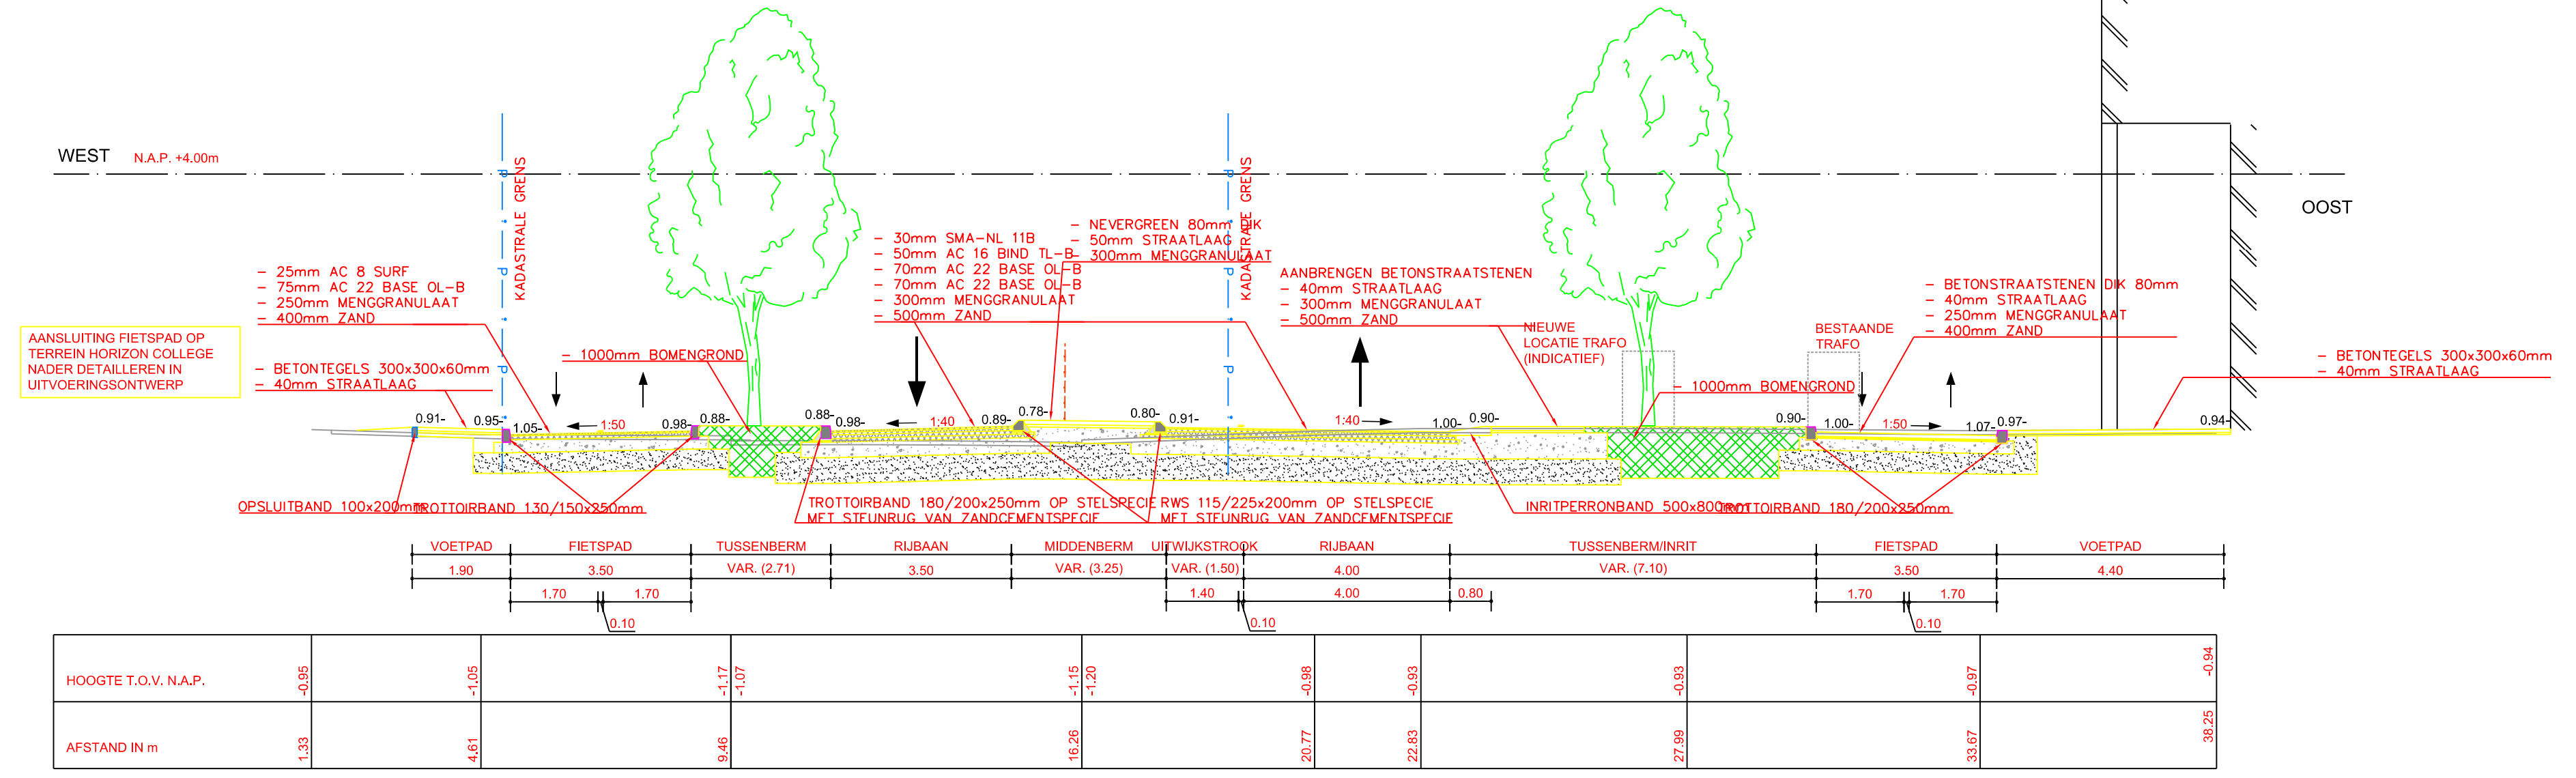 WEST
N.A.P. +4.00m
OOST
KADASTRALE GRENS
KADASTRALE GRENS
- 25mm AC 8 SURF
- 75mm AC 22 BASE OL-B
- 250mm MENGGRANULAAT
- 400mm ZAND
AANSLUITING FIETSPAD OP
TERREIN HORIZON COLLEGE
NADER DETAILLEREN IN
UITVOERINGSONTWERP
- BETONTEGELS 300x300x60mm
- 40mm STRAATLAAG
- 1000mm BOMENGROND
- 30mm SMA-NL 11B
- 50mm AC 16 BIND TL-B
- 70mm AC 22 BASE OL-B
- 70mm AC 22 BASE OL-B
- 300mm MENGGRANULAAT
- 500mm ZAND
- NEVERGREEN 80mm DIK
- 50mm STRAATLAAG
- 300mm MENGGRANULAAT
AANBRENGEN BETONSTRAATSTENEN
- 40mm STRAATLAAG
- 300mm MENGGRANULAAT
- 500mm ZAND
NIEUWE
LOCATIE TRAFO
(INDICATIEF)
- 1000mm BOMENGROND
BESTAANDE
TRAFO
- BETONSTRAATSTENEN DIK 80mm
- 40mm STRAATLAAG
- 250mm MENGGRANULAAT
- 400mm ZAND
- BETONTEGELS 300x300x60mm
- 40mm STRAATLAAG
0.91- 0.95- 1.05- 1:50 0.98- 0.88- 0.88- 0.98- 1:40 0.89- 0.78- 0.80- 0.91- 1:40 1.00- 0.90- 0.90- 1.00- 1:50 1.07- 0.97- 0.94-
OPSLUITBAND 100x200mm
TROTTOIRBAND 130/150x250mm
TROTTOIRBAND 180/200x250mm OP STELSPECIE
MET STEUNRUG VAN ZANDCEMENTSPECIE
RWS 115/225x200mm OP STELSPECIE
MET STEUNRUG VAN ZANDCEMENTSPECIE
INRITPERRONBAND 500x800mm
TROTTOIRBAND 180/200x250mm
VOETPAD FIETSPAD TUSSENBERM RIJBAAN MIDDENBERM UITWIJKSTROOK RIJBAAN TUSSENBERM/INRIT FIETSPAD VOETPAD
1.90 3.50 VAR. (2.71) 3.50 VAR. (3.25) VAR. (1.50) 4.00 VAR. (7.10) 3.50 4.40
1.70 1.70 1.40 4.00 0.80 1.70 1.70
0.10 0.10 0.10
HOOGTE T.O.V. N.A.P. -0.95 -1.05 -1.17 -1.07 -1.15 -1.20 -0.98 -0.93 -0.93 -0.97 -0.94
AFSTAND IN m 1.33 4.61 9.46 16.26 20.77 22.83 27.99 33.67 38.25